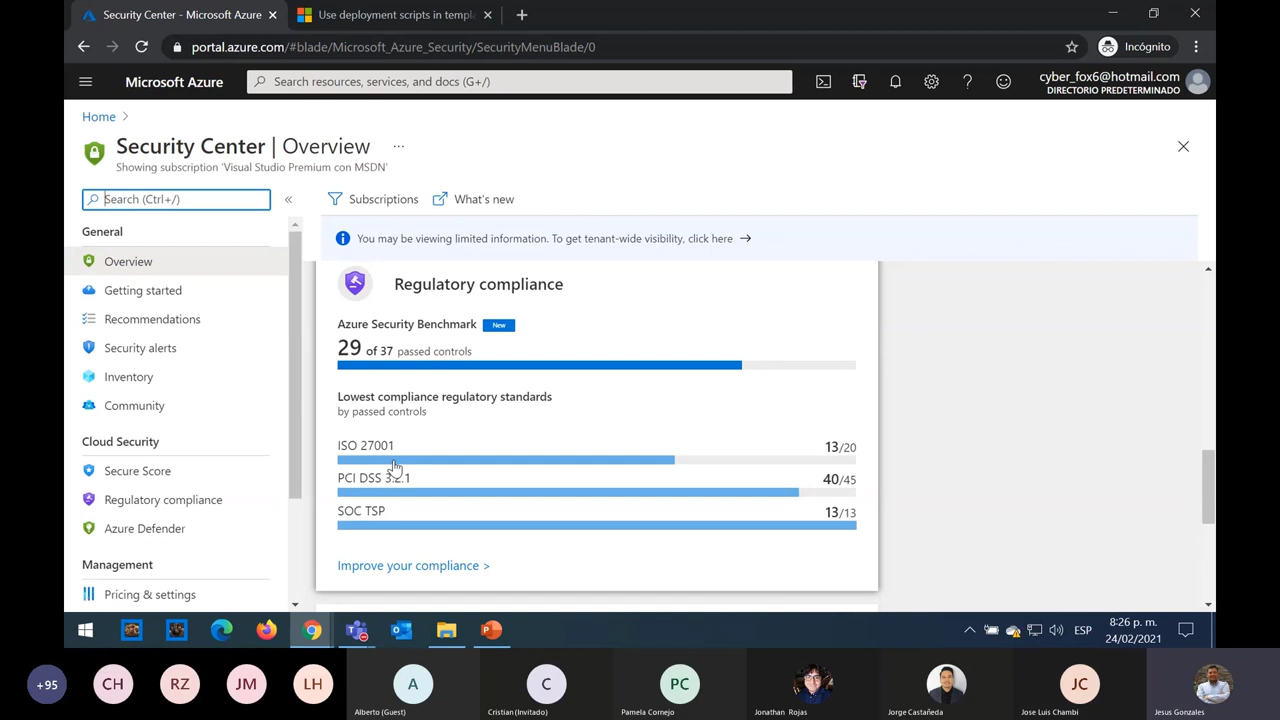 Security Center - Microsoft Azure
Use deployment scripts in templ
portal.azure.com/#blade/Microsoft_Azure_Security/SecurityMenuBlade/0
Incógnito
Microsoft Azure
Search resources, services, and docs (G+/)
cyber_fox6@hotmail.com
DIRECTORIO PREDETERMINADO
Home
Security Center | Overview
Showing subscription 'Visual Studio Premium con MSDN'
Search (Ctrl+/)
Subscriptions
What's new
General
You may be viewing limited information. To get tenant-wide visibility, click here
Overview
Getting started
Recommendations
Security alerts
Inventory
Community
Cloud Security
Secure Score
Regulatory compliance
Azure Defender
Management
Pricing & settings
Regulatory compliance
Azure Security Benchmark New
29 of 37 passed controls
Lowest compliance regulatory standards
by passed controls
ISO 27001 13/20
PCI DSS 3.2.1 40/45
SOC TSP 13/13
Improve your compliance >
ESP
8:26 p. m.
24/02/2021
+95
CH
RZ
JM
LH
A
Alberto (Guest)
C
Cristian (Invitado)
PC
Pamela Cornejo
Jonathan Rojas
Jorge Castañeda
JC
Jose Luis Chambi
Jesus Gonzales